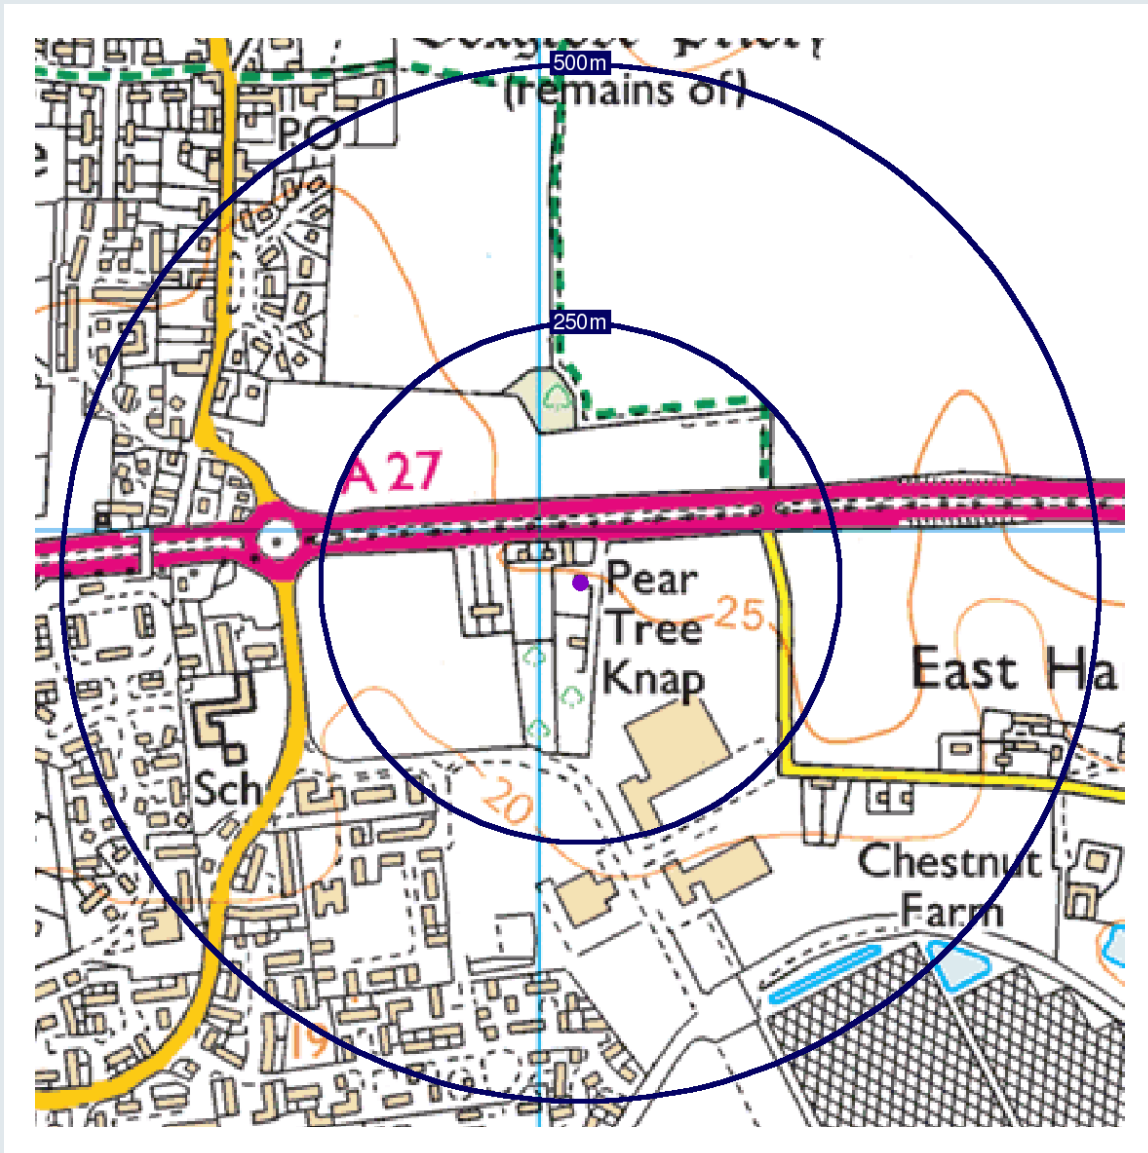 500m
(remains of)
PO
250m
A 27
Pear
Tree
Knap
25
East Ha
Sch
20
Chestnut
Farm
19